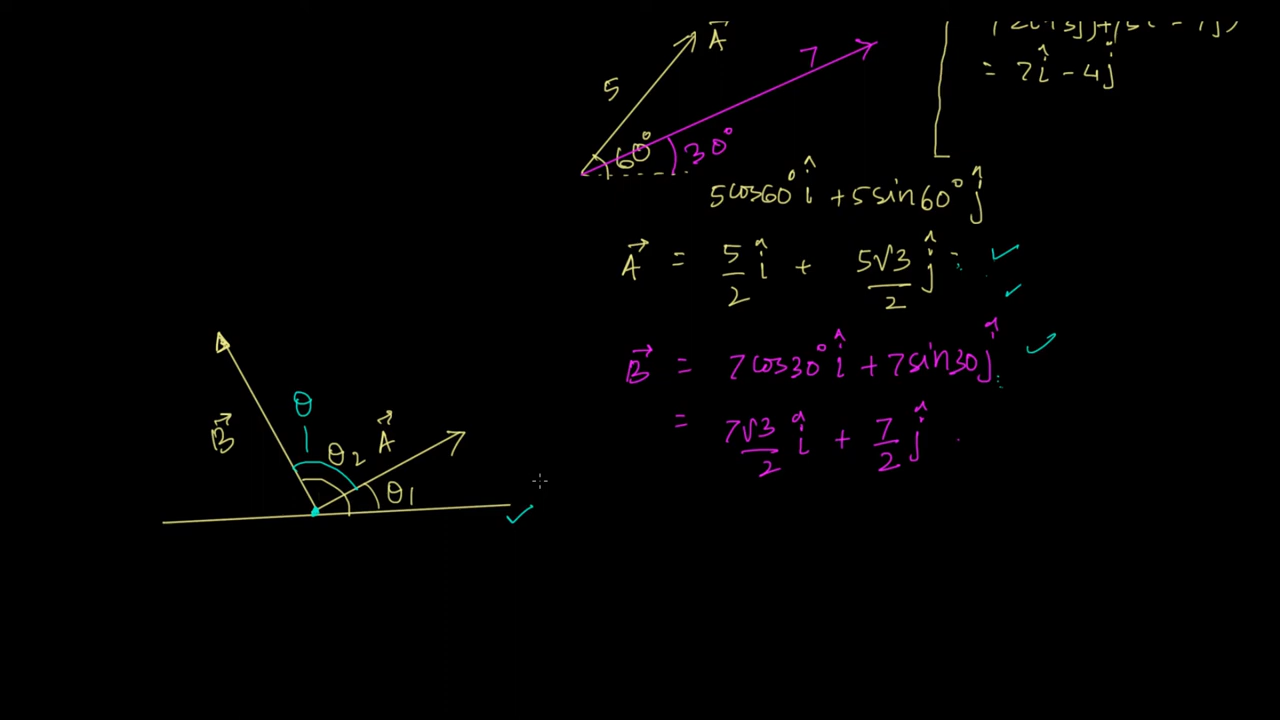 A⃗
7
5
60°
30°
= 7î - 4ĵ
5cos60° î + 5sin60° ĵ
A⃗ = 5/2 î + 5√3/2 ĵ
B⃗ = 7cos30° î + 7sin30 ĵ
= 7√3/2 î + 7/2 ĵ
θ
B⃗
θ2
A⃗
θ1